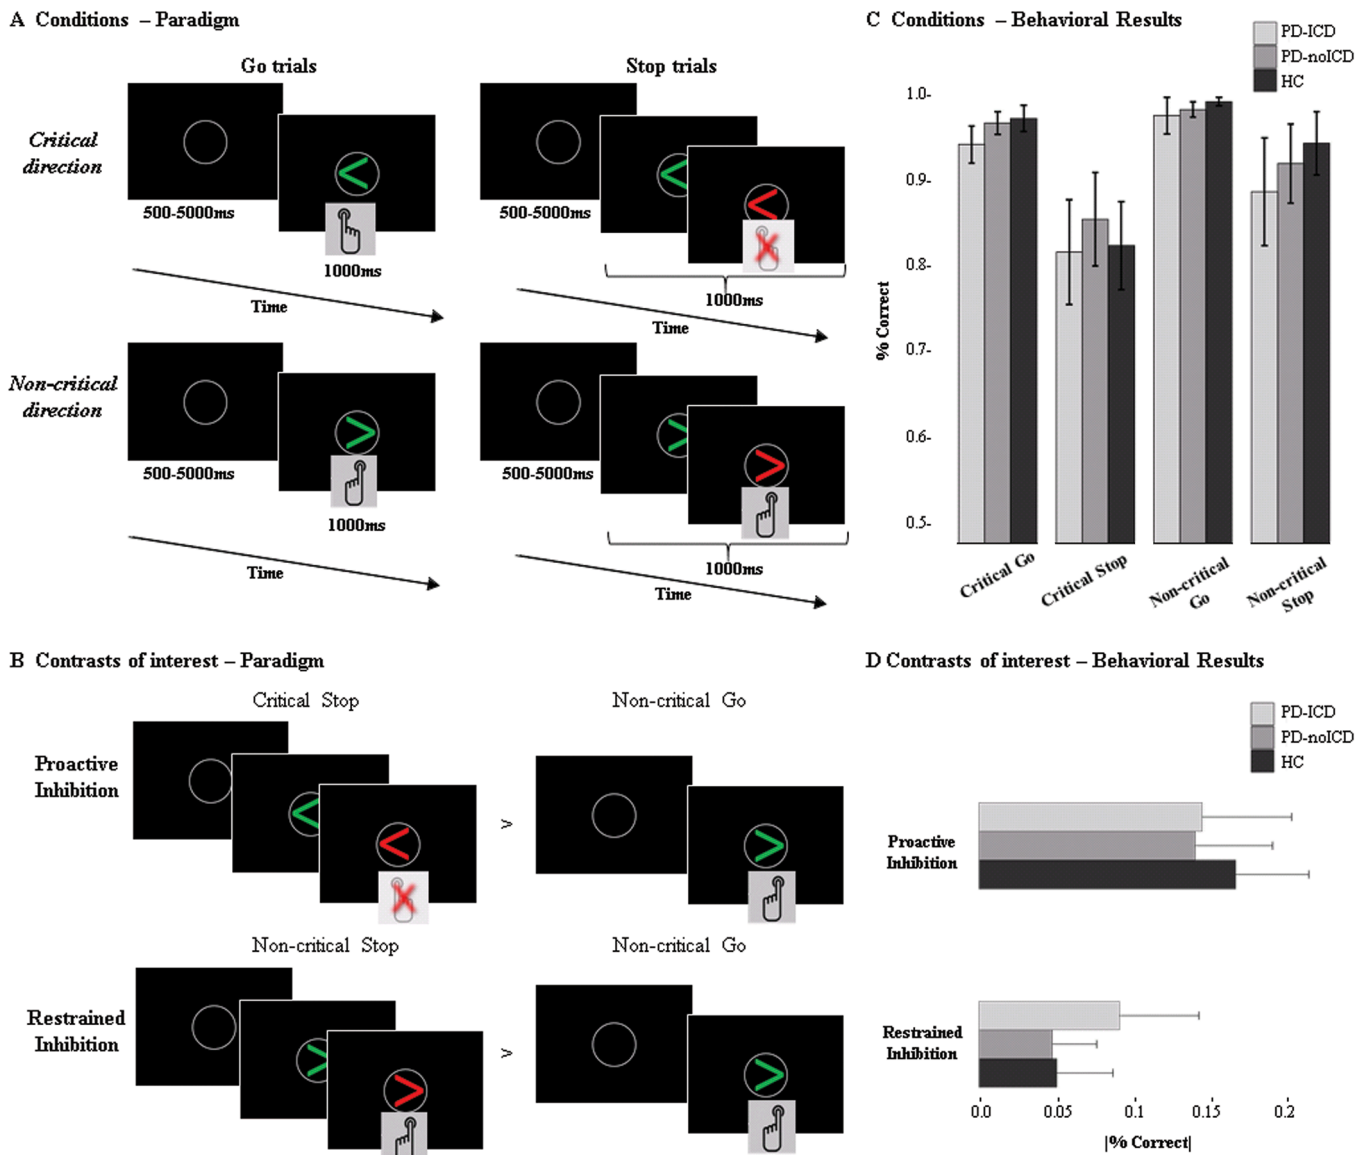 A Conditions – Paradigm
Go trials
Stop trials
Critical
direction
500-5000ms
1000ms
Time
500-5000ms
1000ms
Time
Non-critical
direction
500-5000ms
1000ms
Time
500-5000ms
1000ms
Time
C Conditions – Behavioral Results
PD-ICD
PD-noICD
HC
% Correct
1.0-
0.9-
0.8-
0.7-
0.6-
0.5-
Critical Go
Critical Stop
Non-critical
Go
Non-critical
Stop
B Contrasts of interest – Paradigm
Critical Stop
Non-critical Go
Proactive
Inhibition
>
Non-critical Stop
Non-critical Go
Restrained
Inhibition
>
D Contrasts of interest – Behavioral Results
PD-ICD
PD-noICD
HC
Proactive
Inhibition
Restrained
Inhibition
0.0 0.05 0.1 0.15 0.2
|% Correct|